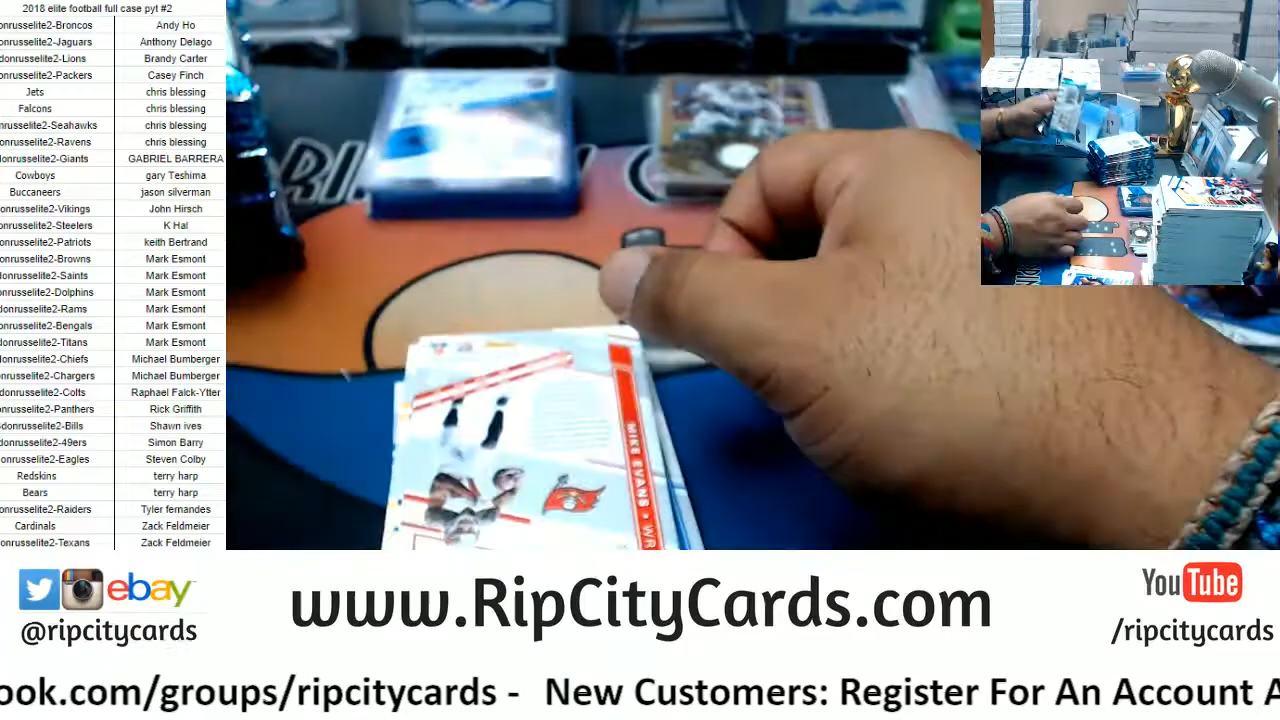 2018 elite football full case pyt #2
onrusselite2-Broncos Andy Ho
donrusselite2-Jaguars Anthony Delago
donrusselite2-Lions Brandy Carter
onrusselite2-Packers Casey Finch
Jets chris blessing
Falcons chris blessing
nrusselite2-Seahawks chris blessing
onrusselite2-Ravens chris blessing
donrusselite2-Giants GABRIEL BARRERA
Cowboys gary Teshima
Buccaneers jason silverman
onrusselite2-Vikings John Hirsch
onrusselite2-Steelers K Hal
onrusselite2-Patriots keith Bertrand
onrusselite2-Browns Mark Esmont
donrusselite2-Saints Mark Esmont
onrusselite2-Dolphins Mark Esmont
donrusselite2-Rams Mark Esmont
onrusselite2-Bengals Mark Esmont
donrusselite2-Titans Mark Esmont
donrusselite2-Chiefs Michael Bumberger
onrusselite2-Chargers Michael Bumberger
donrusselite2-Colts Raphael Falck-Ytter
onrusselite2-Panthers Rick Griffith
donrusselite2-Bills Shawn ives
donrusselite2-49ers Simon Barry
onrusselite2-Eagles Steven Colby
Redskins terry harp
Bears terry harp
onrusselite2-Raiders Tyler fernandes
Cardinals Zack Feldmeier
onrusselite2-Texans Zack Feldmeier
MIKE EVANS • WR
ebay
@ripcitycards
www.RipCityCards.com
YouTube
/ripcitycards
ook.com/groups/ripcitycards - New Customers: Register For An Account A